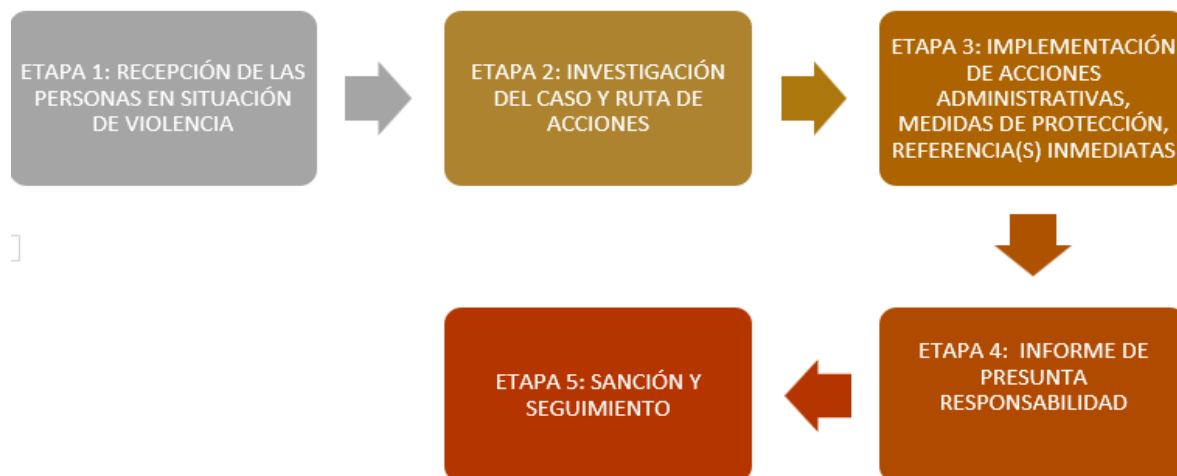 ETAPA 1: RECEPCIÓN DE LAS
PERSONAS EN SITUACIÓN
DE VIOLENCIA
ETAPA 2: INVESTIGACIÓN
DEL CASO Y RUTA DE
ACCIONES
ETAPA 3: IMPLEMENTACIÓN
DE ACCIONES
ADMINISTRATIVAS,
MEDIDAS DE PROTECCIÓN,
REFERENCIA(S) INMEDIATAS
ETAPA 4: INFORME DE
PRESUNTA
RESPONSABILIDAD
ETAPA 5: SANCIÓN Y
SEGUIMIENTO